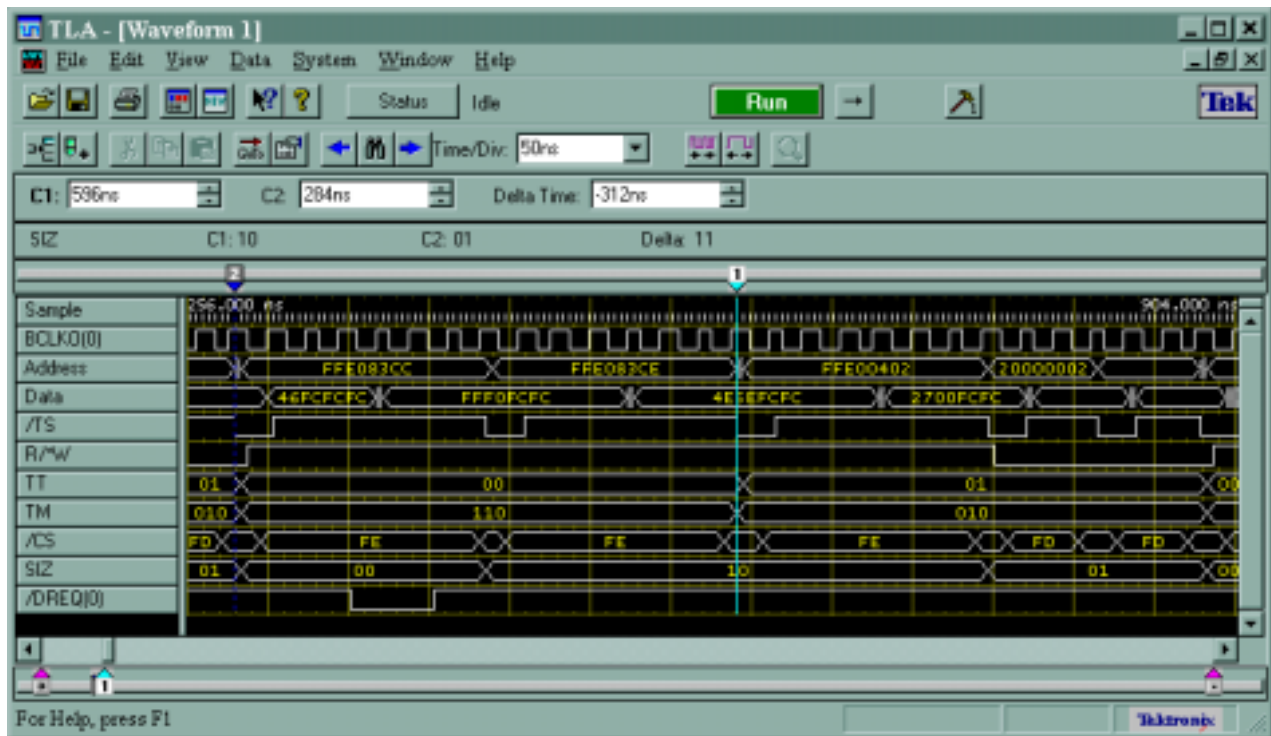 TLA - [Waveform 1]
File Edit View Data System Window Help
Status Idle Run Tek
Time/Div: 50ns
C1: 596ns C2: 284ns Delta Time: -312ns
SIZ C1: 10 C2: 01 Delta: 11
2 1
Sample 256.000 ns 904.000 ns
BCLKO(0)
Address FFE083CC FFE083CE FFE00402 20000002
Data 46FCFCFC FFF0FCFC 2700FCFC
/TS
R/*W
TT 01 00 01 00
TM 010 110 010
/CS FD FE FE FE FD FD
SIZ 01 00 10 01 00
/DREQ(0)
1
For Help, press F1 Tektronix